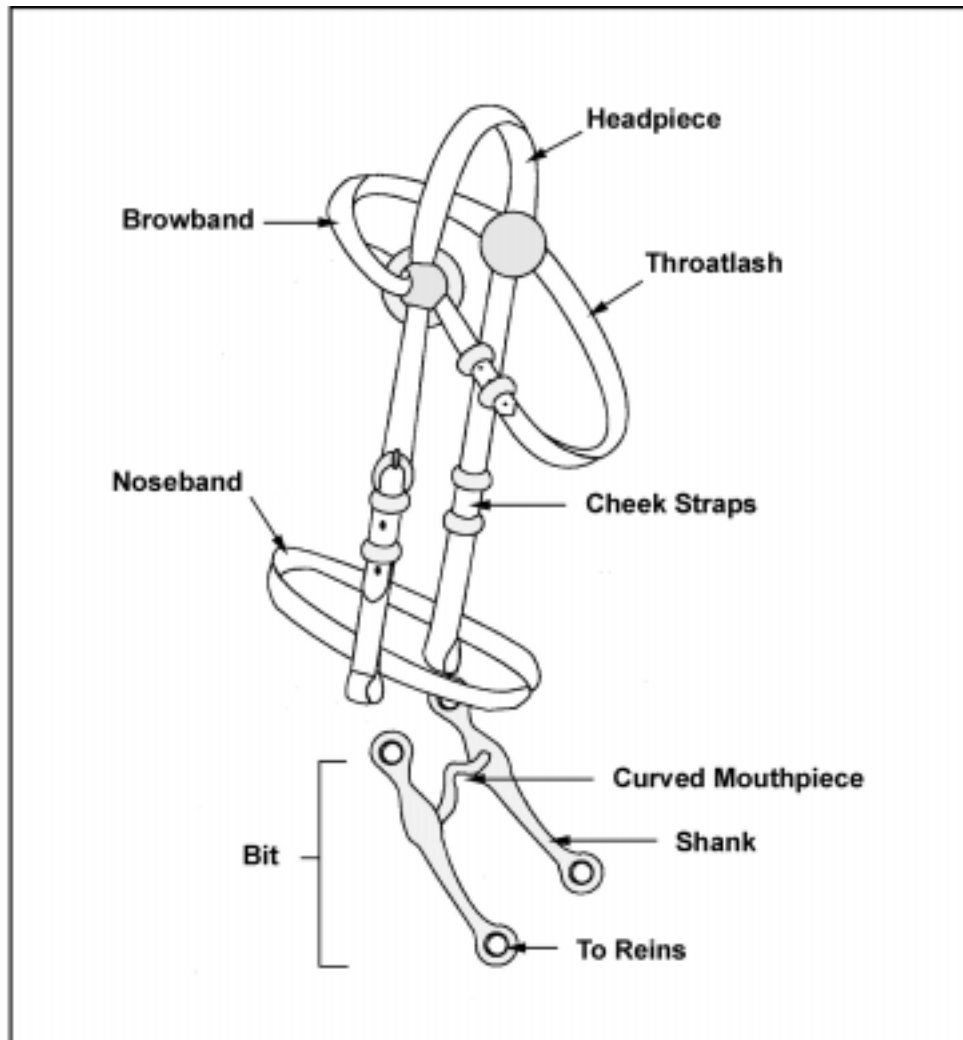 Headpiece
Browband
Throatlash
Noseband
Cheek Straps
Curved Mouthpiece
Shank
Bit
To Reins